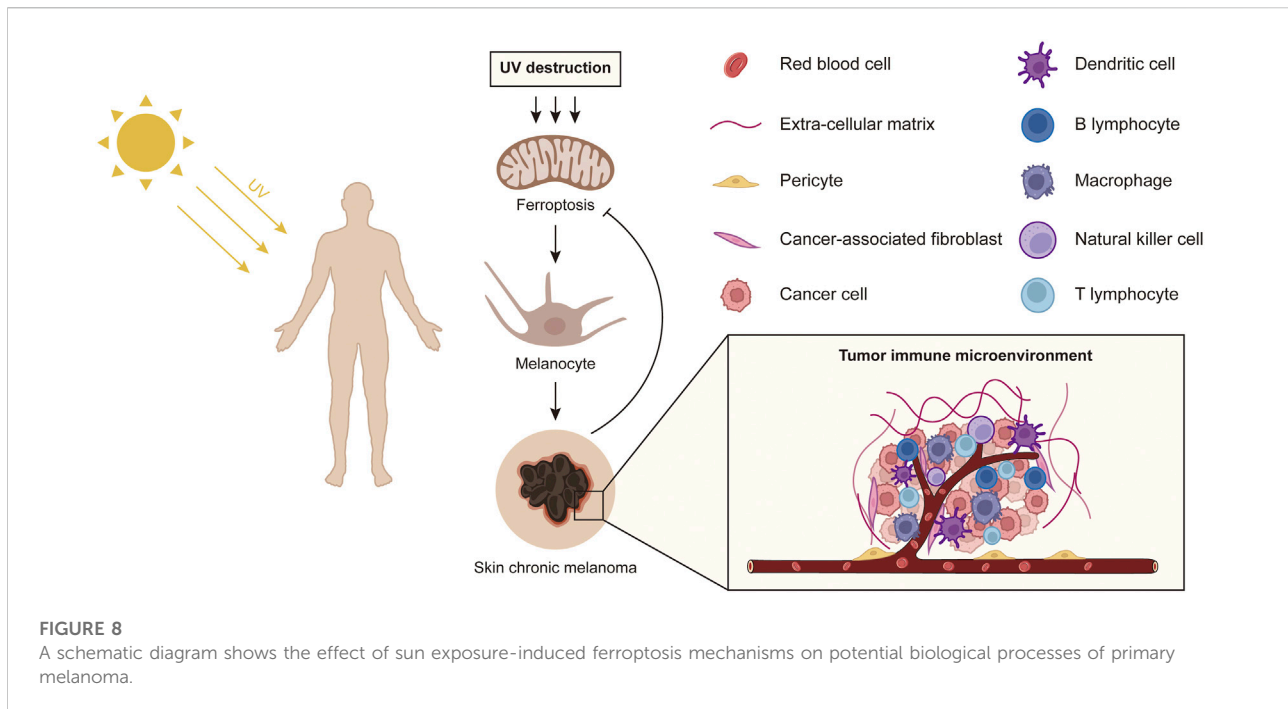 UV
UV destruction
Ferroptosis
Melanocyte
Skin chronic melanoma
Red blood cell
Extra-cellular matrix
Pericyte
Cancer-associated fibroblast
Cancer cell
Dendritic cell
B lymphocyte
Macrophage
Natural killer cell
T lymphocyte
Tumor immune microenvironment
FIGURE 8
A schematic diagram shows the effect of sun exposure-induced ferroptosis mechanisms on potential biological processes of primary
melanoma.